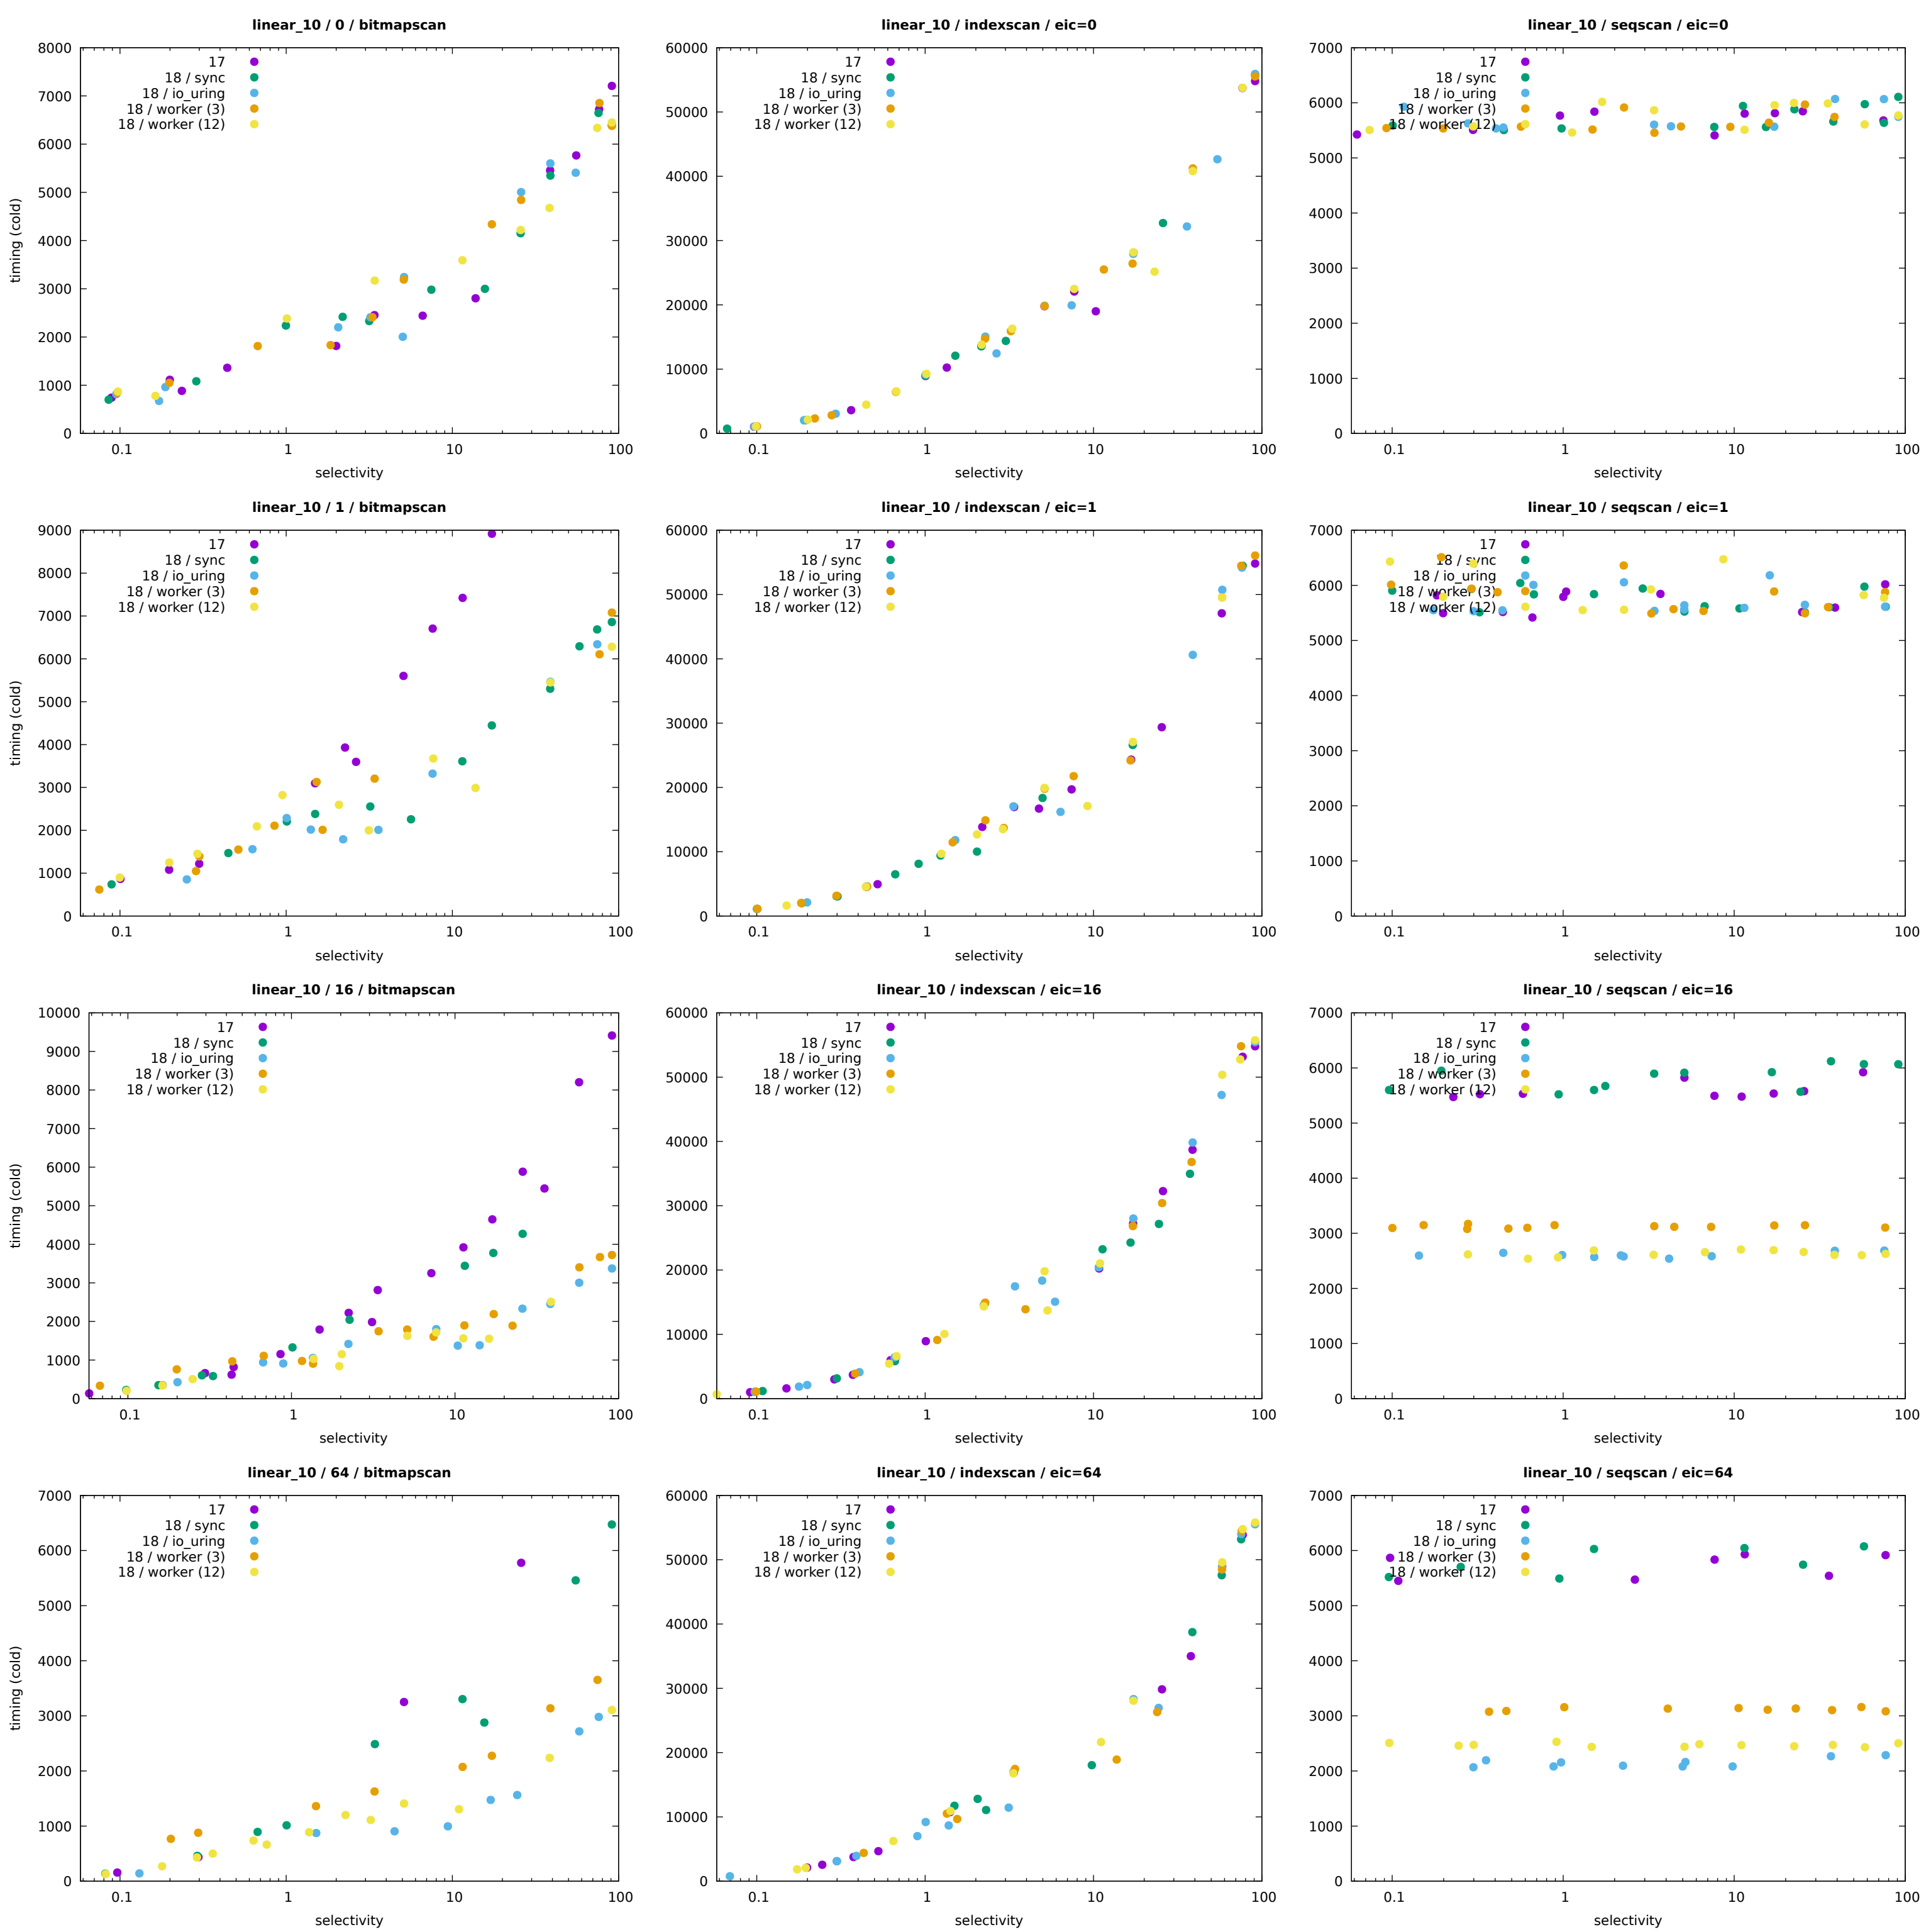 linear_10 / 0 / bitmapscan
timing (cold)
8000
7000
6000
5000
4000
3000
2000
1000
0
17
18 / sync
18 / io_uring
18 / worker (3)
18 / worker (12)
0.1 1 10 100
selectivity
linear_10 / indexscan / eic=0
60000
50000
40000
30000
20000
10000
0
17
18 / sync
18 / io_uring
18 / worker (3)
18 / worker (12)
0.1 1 10 100
selectivity
linear_10 / seqscan / eic=0
7000
6000
5000
4000
3000
2000
1000
0
17
18 / sync
18 / io_uring
18 / worker (3)
18 / worker (12)
0.1 1 10 100
selectivity
linear_10 / 1 / bitmapscan
timing (cold)
9000
8000
7000
6000
5000
4000
3000
2000
1000
0
17
18 / sync
18 / io_uring
18 / worker (3)
18 / worker (12)
0.1 1 10 100
selectivity
linear_10 / indexscan / eic=1
60000
50000
40000
30000
20000
10000
0
17
18 / sync
18 / io_uring
18 / worker (3)
18 / worker (12)
0.1 1 10 100
selectivity
linear_10 / seqscan / eic=1
7000
6000
5000
4000
3000
2000
1000
0
17
18 / sync
18 / io_uring
18 / worker (3)
18 / worker (12)
0.1 1 10 100
selectivity
linear_10 / 16 / bitmapscan
timing (cold)
10000
9000
8000
7000
6000
5000
4000
3000
2000
1000
0
17
18 / sync
18 / io_uring
18 / worker (3)
18 / worker (12)
0.1 1 10 100
selectivity
linear_10 / indexscan / eic=16
60000
50000
40000
30000
20000
10000
0
17
18 / sync
18 / io_uring
18 / worker (3)
18 / worker (12)
0.1 1 10 100
selectivity
linear_10 / seqscan / eic=16
7000
6000
5000
4000
3000
2000
1000
0
17
18 / sync
18 / io_uring
18 / worker (3)
18 / worker (12)
0.1 1 10 100
selectivity
linear_10 / 64 / bitmapscan
timing (cold)
7000
6000
5000
4000
3000
2000
1000
0
17
18 / sync
18 / io_uring
18 / worker (3)
18 / worker (12)
0.1 1 10 100
selectivity
linear_10 / indexscan / eic=64
60000
50000
40000
30000
20000
10000
0
17
18 / sync
18 / io_uring
18 / worker (3)
18 / worker (12)
0.1 1 10 100
selectivity
linear_10 / seqscan / eic=64
7000
6000
5000
4000
3000
2000
1000
0
17
18 / sync
18 / io_uring
18 / worker (3)
18 / worker (12)
0.1 1 10 100
selectivity